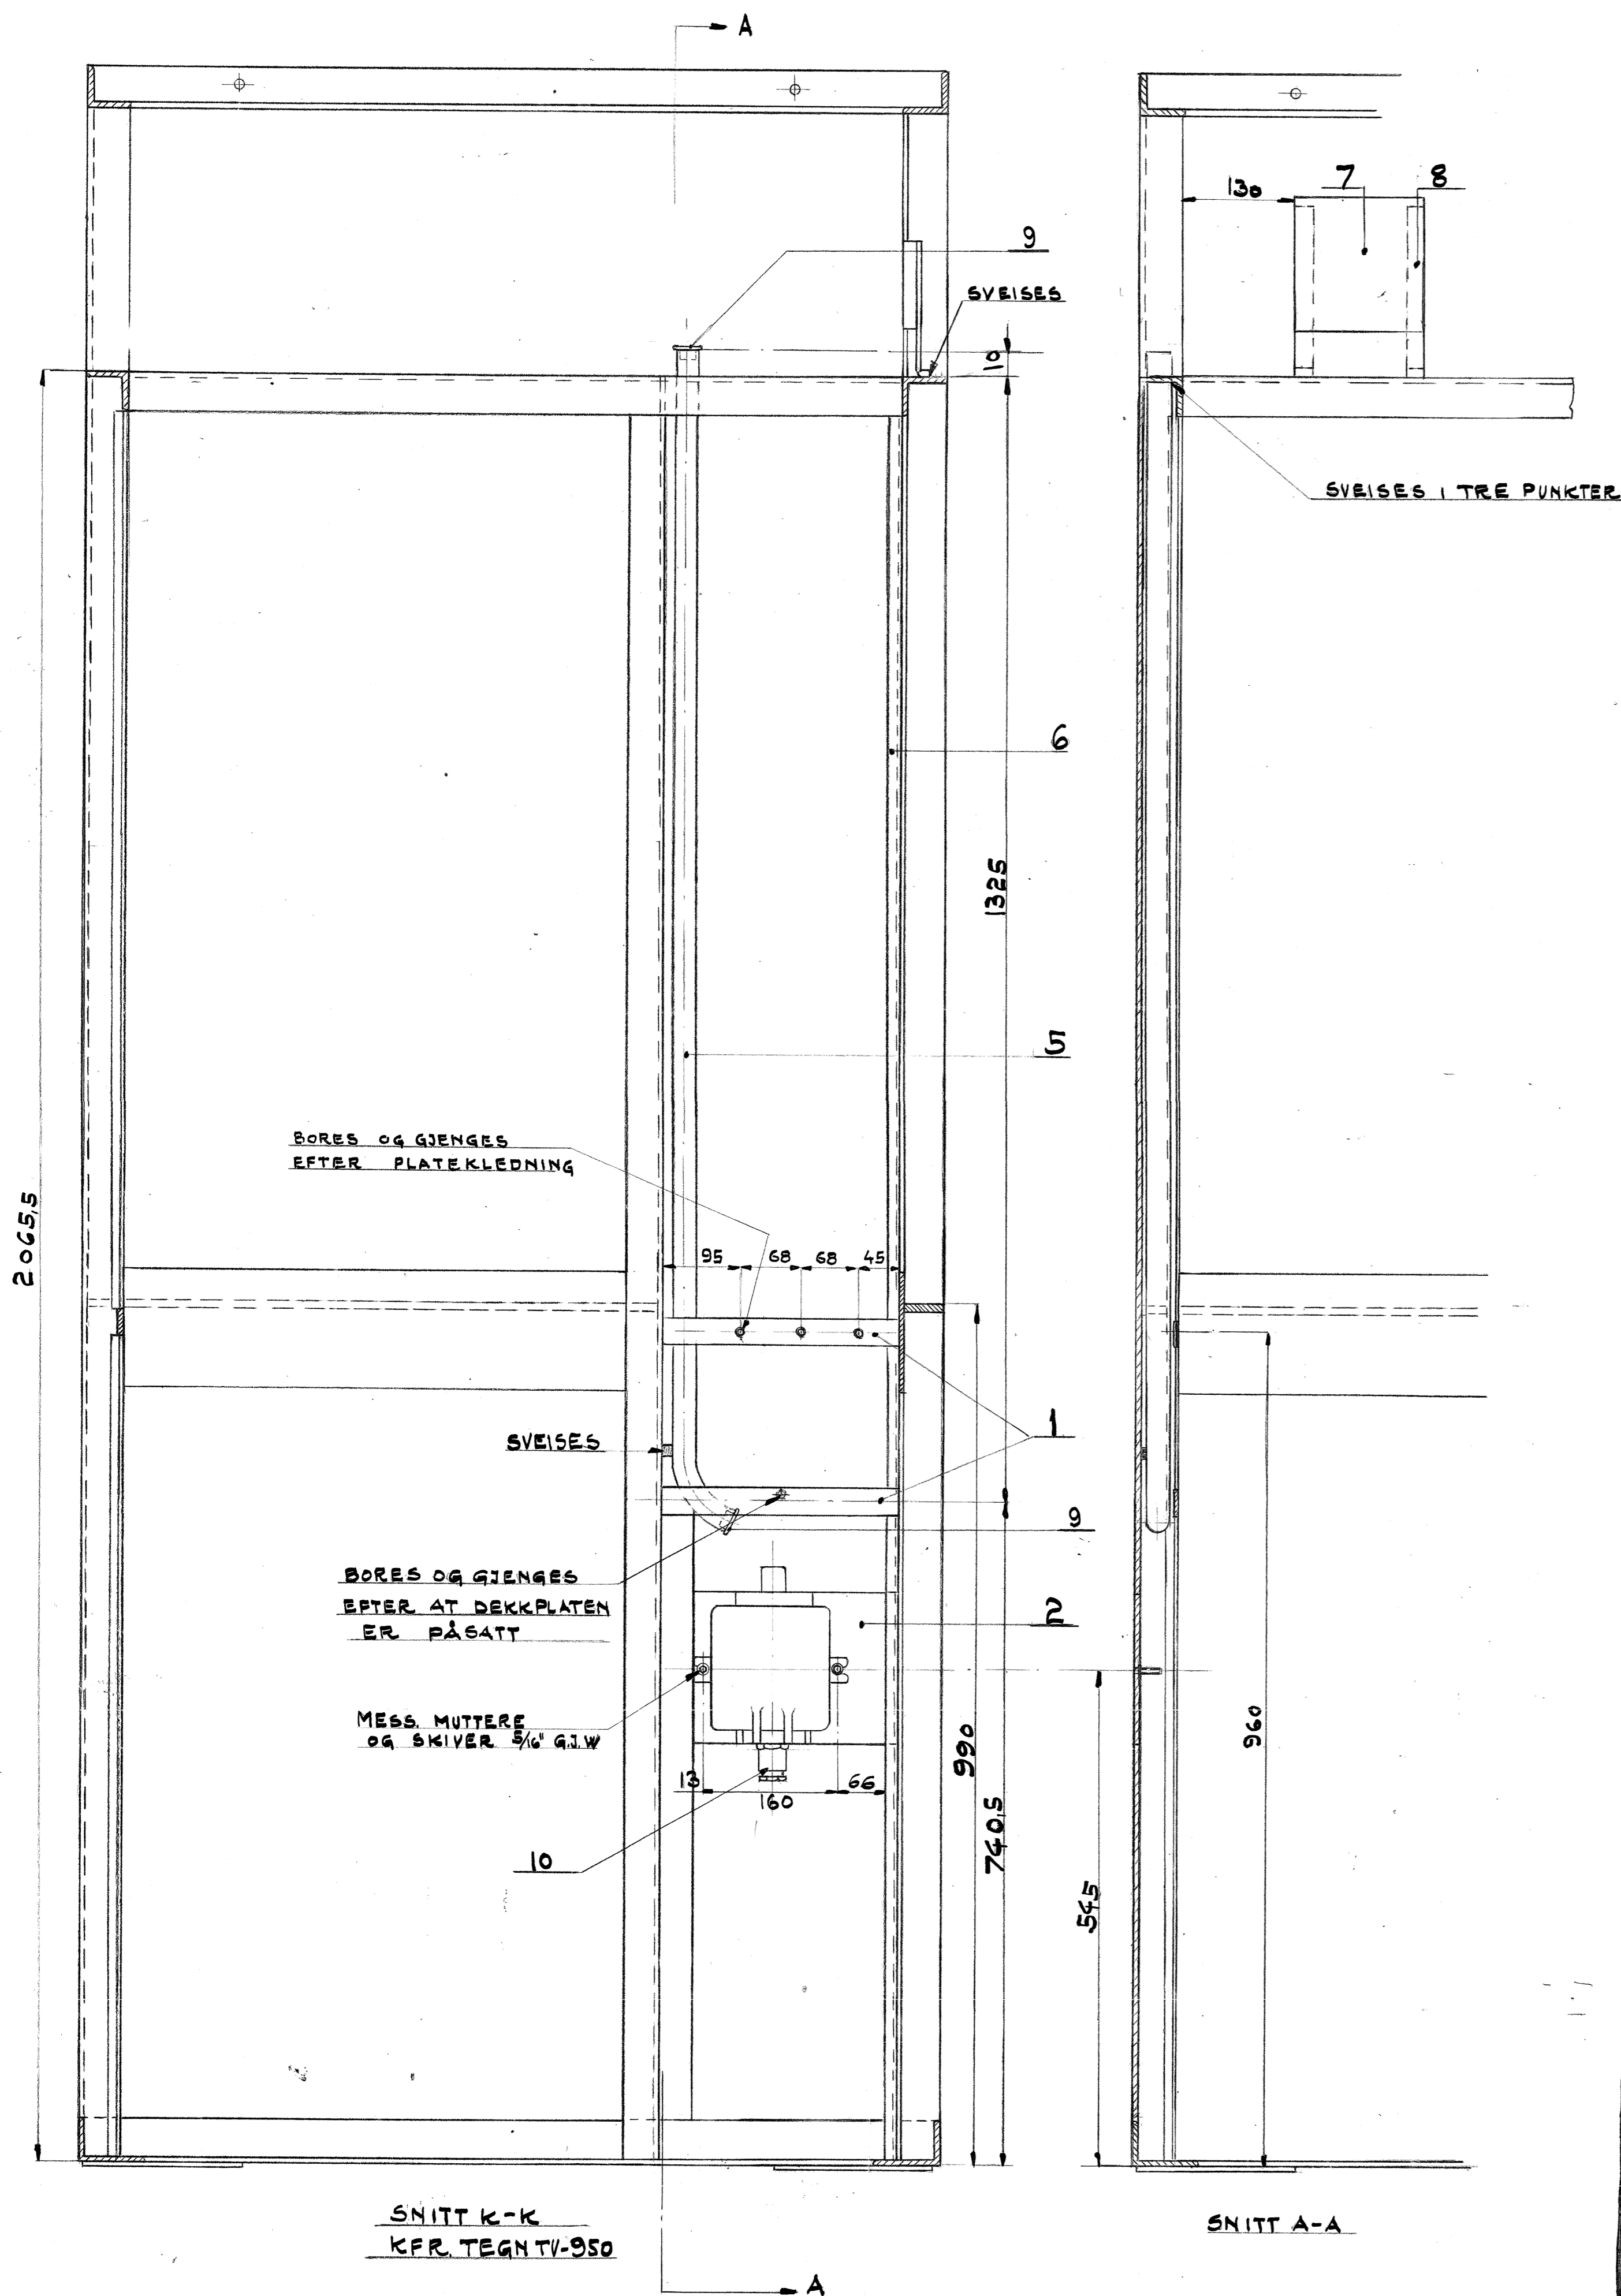 A
130
7
8
9
SVEISES
10
SVEISES I TRE PUNKTER
6
1325
5
BORES OG GJENGES
EFTER PLATEKLEDNING
2065,5
95 68 68 45
1
SVEISES
9
BORES OG GJENGES
EFTER AT DEKKPLATEN
ER PÅSATT
2
MESS. MUTTERE
OG SKIVER 5/16" G.J.W
990
960
13
160
66
740,5
10
545
SNITT K-K
KFR. TEGN TV-950
SNITT A-A
A